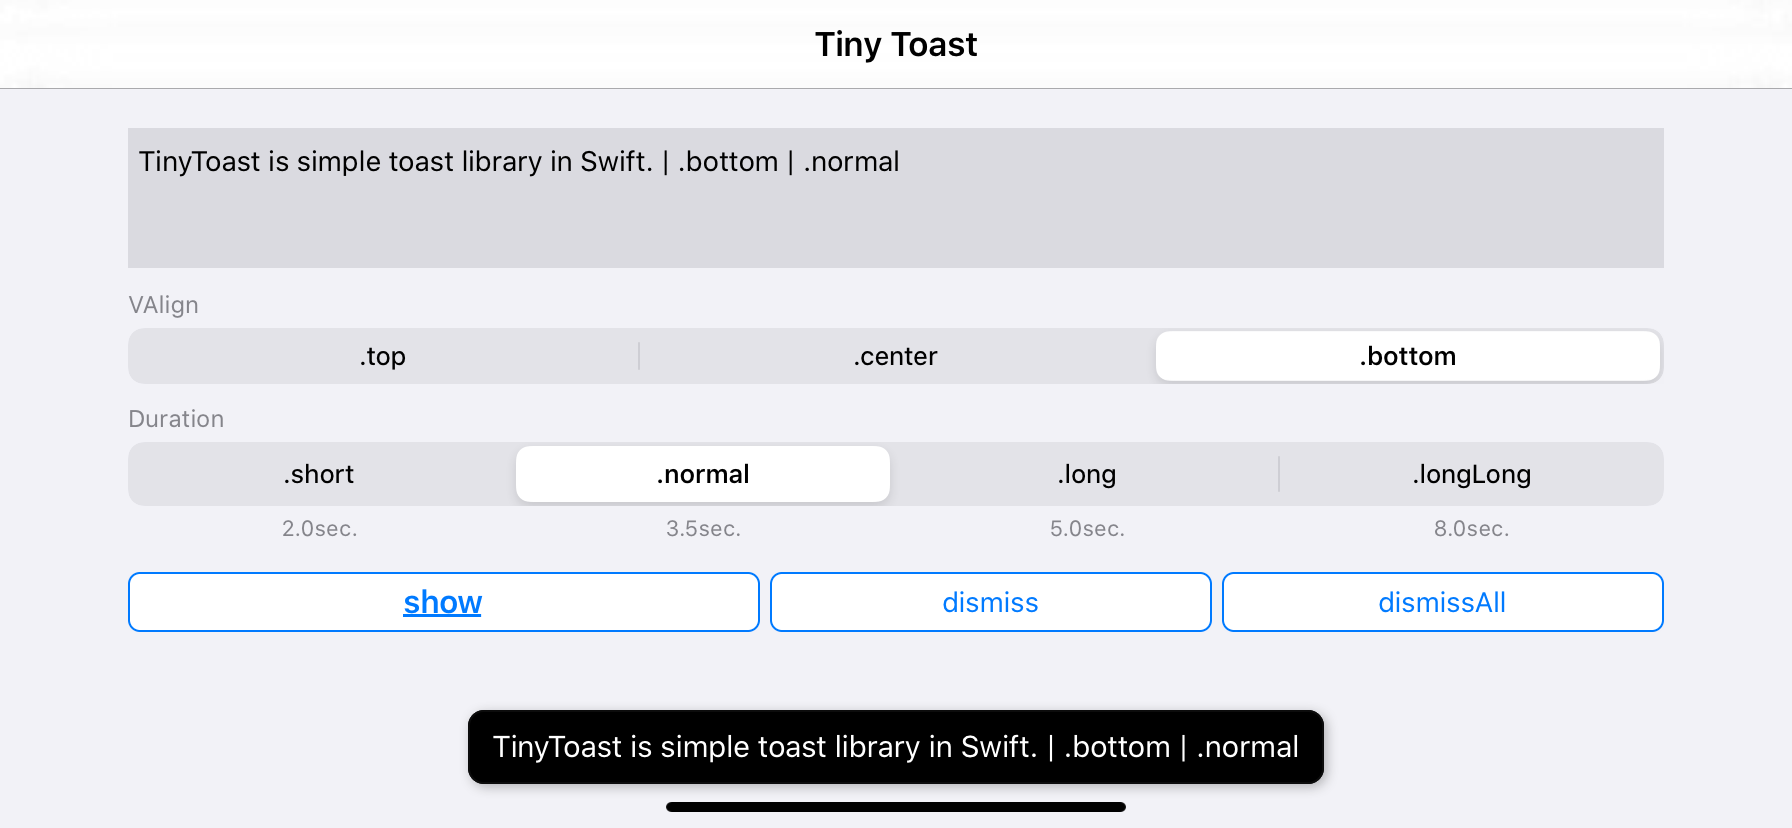 Tiny Toast
TinyToast is simple toast library in Swift. | .bottom | .normal
VAlign
.top .center .bottom
Duration
.short .normal .long .longLong
2.0sec. 3.5sec. 5.0sec. 8.0sec.
show dismiss dismissAll
TinyToast is simple toast library in Swift. | .bottom | .normal